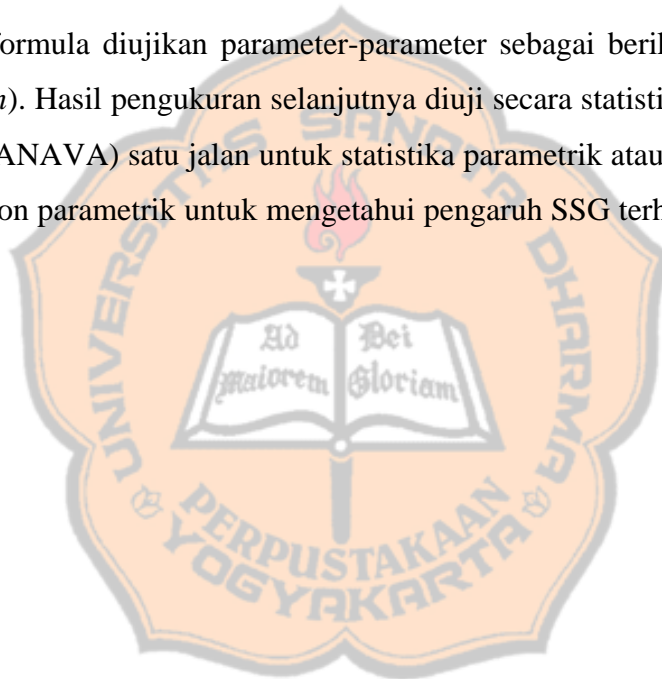 formula diujikan parameter-parameter sebagai beri
n). Hasil pengukuran selanjutnya diuji secara statisti
ANAVA) satu jalan untuk statistika parametrik atau
on parametrik untuk mengetahui pengaruh SSG terh
UNIVERSITAS SANATA DHARMA
Ad Maiorem
Dei Gloriam
PERPUSTAKAAN
YOGYAKARTA